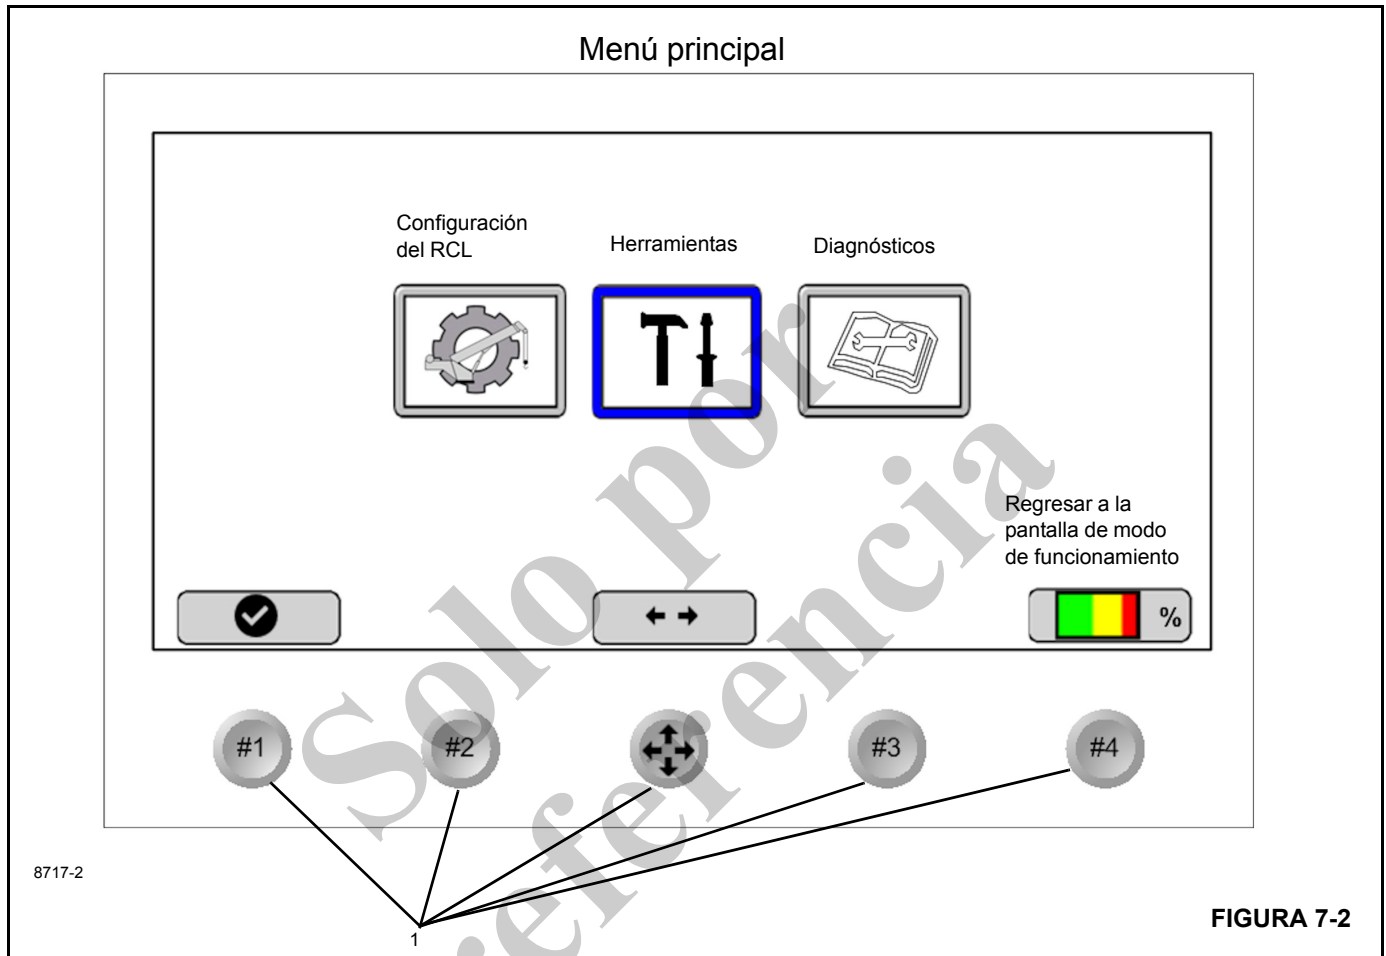 Menú principal
Configuración
del RCL
Herramientas
Diagnósticos
Regresar a la
pantalla de modo
de funcionamiento
%
#1
#2
#3
#4
8717-2
1
FIGURA 7-2
Solo por
referencia